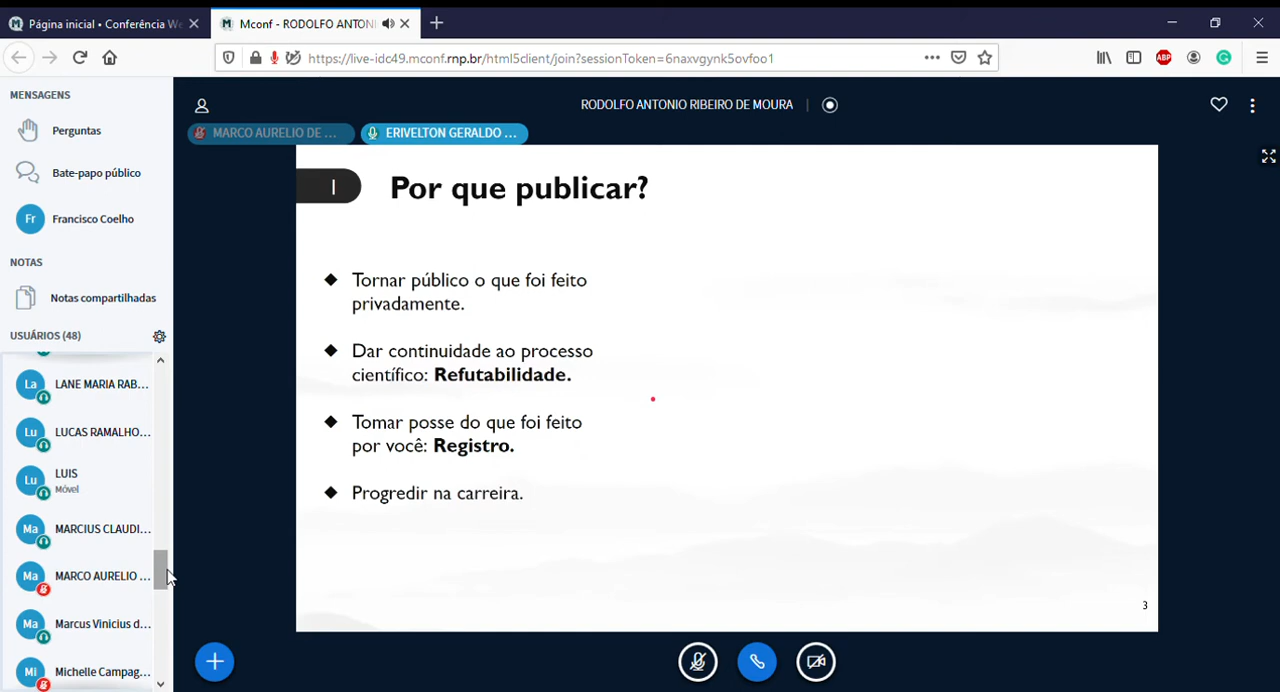 Página inicial • Conferência We
Mconf - RODOLFO ANTONI
https://live-idc49.mconf.rnp.br/html5client/join?sessionToken=6naxvgynk5ovfoo1
ABP
MENSAGENS
Perguntas
Bate-papo público
Fr Francisco Coelho
NOTAS
Notas compartilhadas
USUÁRIOS (48)
La LANE MARIA RAB...
Lu LUCAS RAMALHO...
Lu LUIS
Móvel
Ma MARCIUS CLAUDI...
Ma MARCO AURELIO ...
Ma Marcus Vinicius d...
Mi Michelle Campag...
RODOLFO ANTONIO RIBEIRO DE MOURA
MARCO AURELIO DE ...
ERIVELTON GERALDO ...
I Por que publicar?
Tornar público o que foi feito
privadamente.
Dar continuidade ao processo
científico: Refutabilidade.
Tomar posse do que foi feito
por você: Registro.
Progredir na carreira.
3